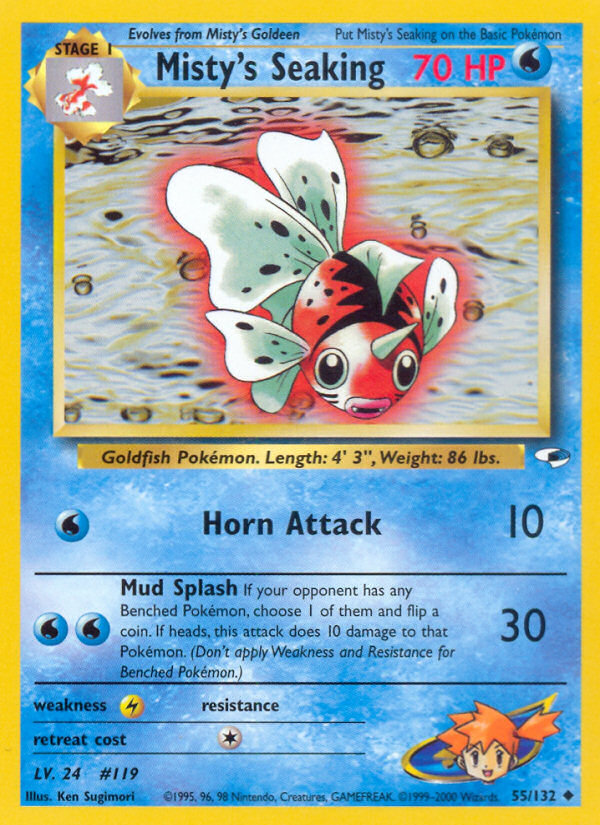 Evolves from Misty's Goldeen
Put Misty's Seaking on the Basic Pokémon
STAGE 1
Misty's Seaking 70 HP
Goldfish Pokémon. Length: 4' 3", Weight: 86 lbs.
Horn Attack 10
Mud Splash If your opponent has any
Benched Pokémon, choose 1 of them and flip a
coin. If heads, this attack does 10 damage to that
Pokémon. (Don't apply Weakness and Resistance for
Benched Pokémon.)
30
weakness resistance
retreat cost
LV. 24 #119
Illus. Ken Sugimori ©1995, 96, 98 Nintendo, Creatures, GAMEFREAK. ©1999-2000 Wizards. 55/132